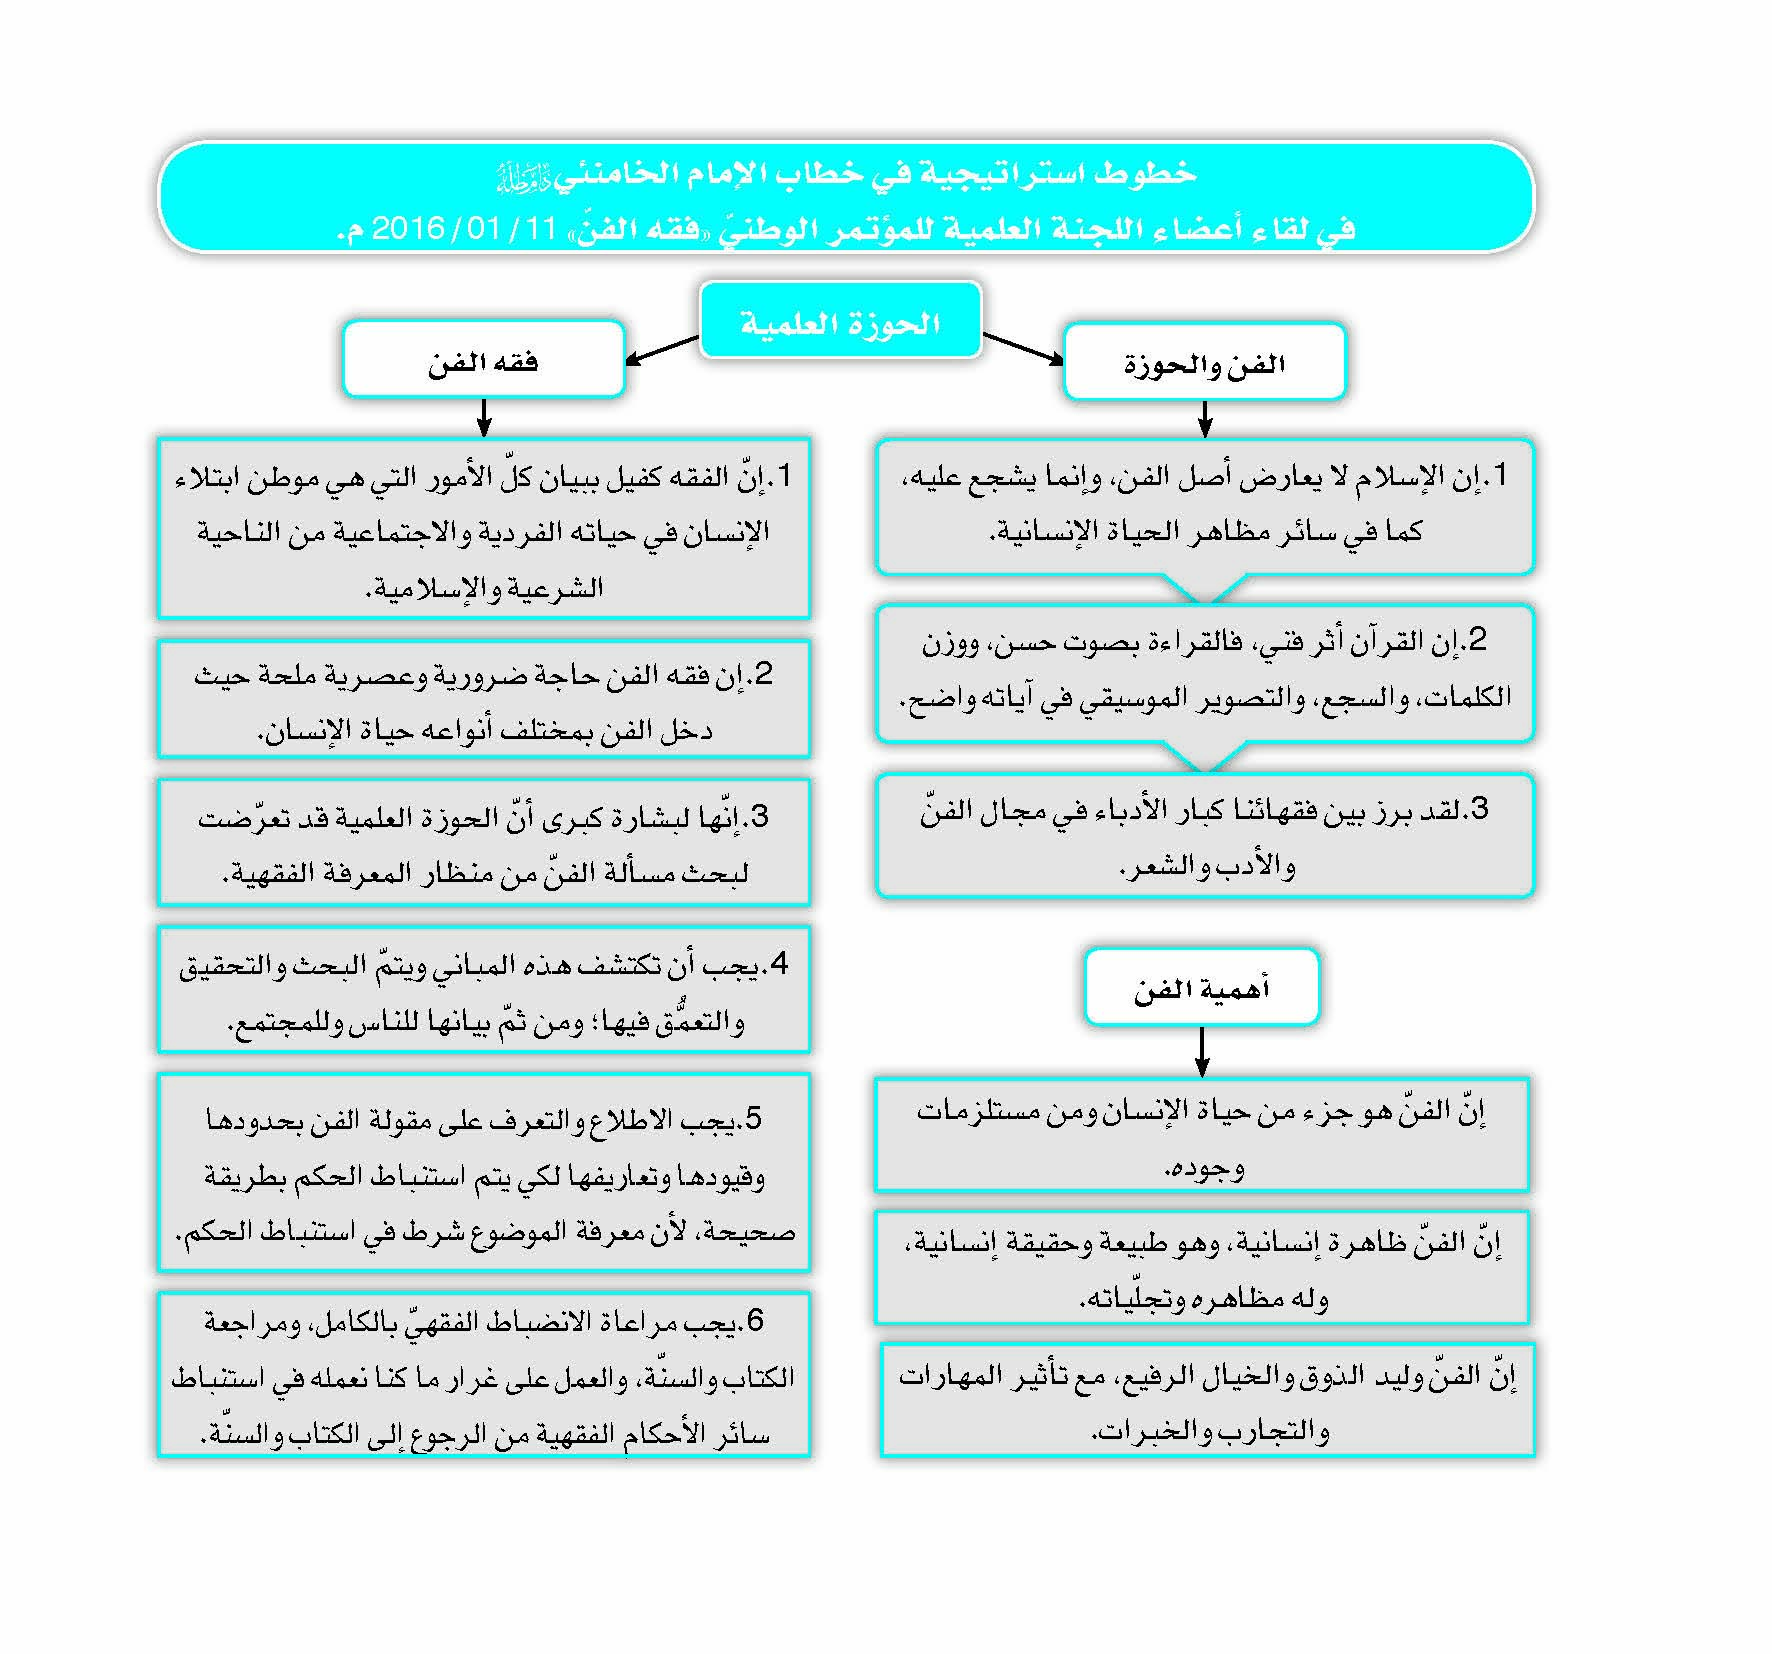 خطوط استراتيجية في خطاب الإمام الخامنئي دام ظله
في لقاء أعضاء اللجنة العلمية للمؤتمر الوطنيّ «فقه الفنّ» 11 / 01 / 2016 م.
الحوزة العلمية
الفن والحوزة
1.إن الإسلام لا يعارض أصل الفن، وإنما يشجع عليه،
كما في سائر مظاهر الحياة الإنسانية.
2.إن القرآن أثر فتي، فالقراءة بصوت حسن، ووزن
الكلمات، والسجع، والتصوير الموسيقي في آياته واضح.
3.لقد برز بين فقهائنا كبار الأدباء في مجال الفنّ
والأدب والشعر.
أهمية الفن
إنّ الفنّ هو جزء من حياة الإنسان ومن مستلزمات
وجوده.
إنّ الفنّ ظاهرة إنسانية، وهو طبيعة وحقيقة إنسانية،
وله مظاهره وتجلّياته.
إنّ الفنّ وليد الذوق والخيال الرفيع، مع تأثير المهارات
والتجارب والخبرات.
فقه الفن
1.إنّ الفقه كفيل ببيان كلّ الأمور التي هي موطن ابتلاء
الإنسان في حياته الفردية والاجتماعية من الناحية
الشرعية والإسلامية.
2.إن فقه الفن حاجة ضرورية وعصرية ملحة حيث
دخل الفن بمختلف أنواعه حياة الإنسان.
3.إنّها لبشارة كبرى أنّ الحوزة العلمية قد تعرّضت
لبحث مسألة الفنّ من منظار المعرفة الفقهية.
4.يجب أن تكتشف هذه المباني ويتمّ البحث والتحقيق
والتعمُّق فيها؛ ومن ثمّ بيانها للناس وللمجتمع.
5.يجب الاطلاع والتعرف على مقولة الفن بحدودها
وقيودها وتعاريفها لكي يتم استنباط الحكم بطريقة
صحيحة، لأن معرفة الموضوع شرط في استنباط الحكم.
6.يجب مراعاة الانضباط الفقهيّ بالكامل، ومراجعة
الكتاب والسنّة، والعمل على غرار ما كنا نعمله في استنباط
سائر الأحكام الفقهية من الرجوع إلى الكتاب والسنّة.